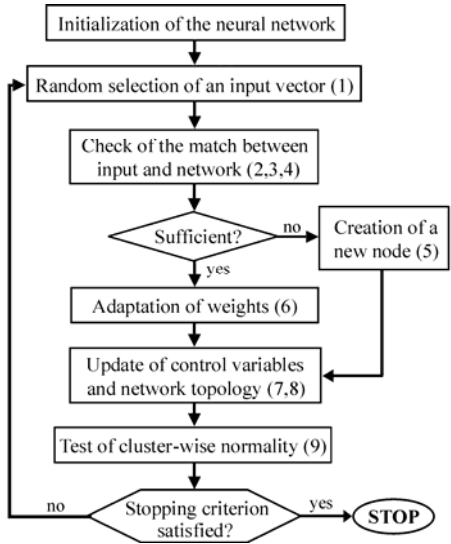 Initialization of the neural network
Random selection of an input vector (1)
Check of the match between
input and network (2,3,4)
Sufficient?
no
Creation of a
new node (5)
yes
Adaptation of weights (6)
Update of control variables
and network topology (7,8)
Test of cluster-wise normality (9)
no
Stopping criterion
satisfied?
yes
STOP